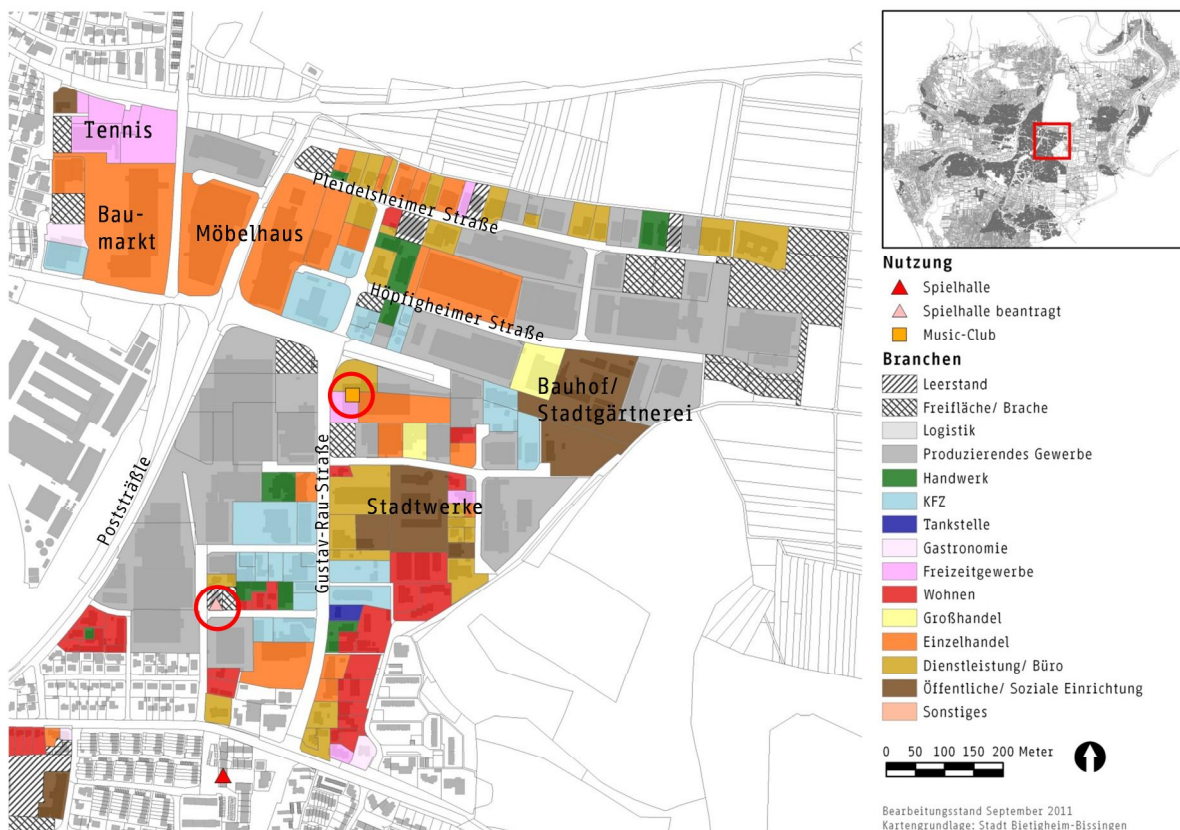 Tennis
Bau-
markt
Möbelhaus
Pleidelsheimer Straße
Höpfigheimer Straße
Bauhof/
Stadtgärtnerei
Poststräßle
Gustav-Rau-Straße
Stadtwerke
Nutzung
Spielhalle
Spielhalle beantragt
Music-Club
Branchen
Leerstand
Freifläche/ Brache
Logistik
Produzierendes Gewerbe
Handwerk
KFZ
Tankstelle
Gastronomie
Freizeitgewerbe
Wohnen
Großhandel
Einzelhandel
Dienstleistung/ Büro
Öffentliche/ Soziale Einrichtung
Sonstiges
0 50 100 150 200 Meter
Bearbeitungsstand September 2011
Kartengrundlage: Stadt Bietigheim-Bissingen